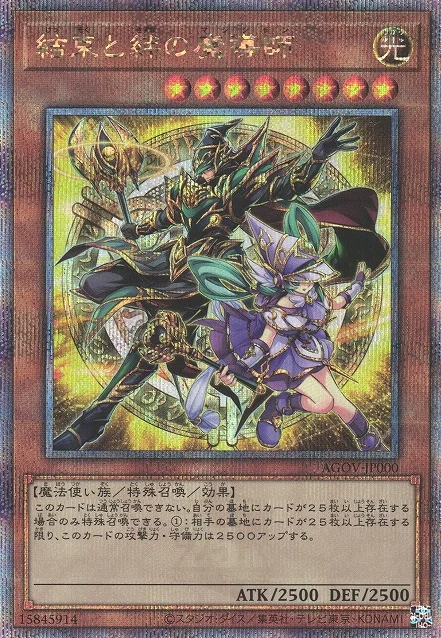 結束と絆の魔導師
光
AGOV-JP000
【魔法使い族／特殊召喚／効果】
このカードは通常召喚できない。自分の墓地にカードが２５枚以上存在する
場合のみ特殊召喚できる。①：相手の墓地にカードが２５枚以上存在する
限り、このカードの攻撃力・守備力は２５００アップする。
ATK/2500 DEF/2500
15845914 ©スタジオ・ダイス／集英社・テレビ東京・KONAMI